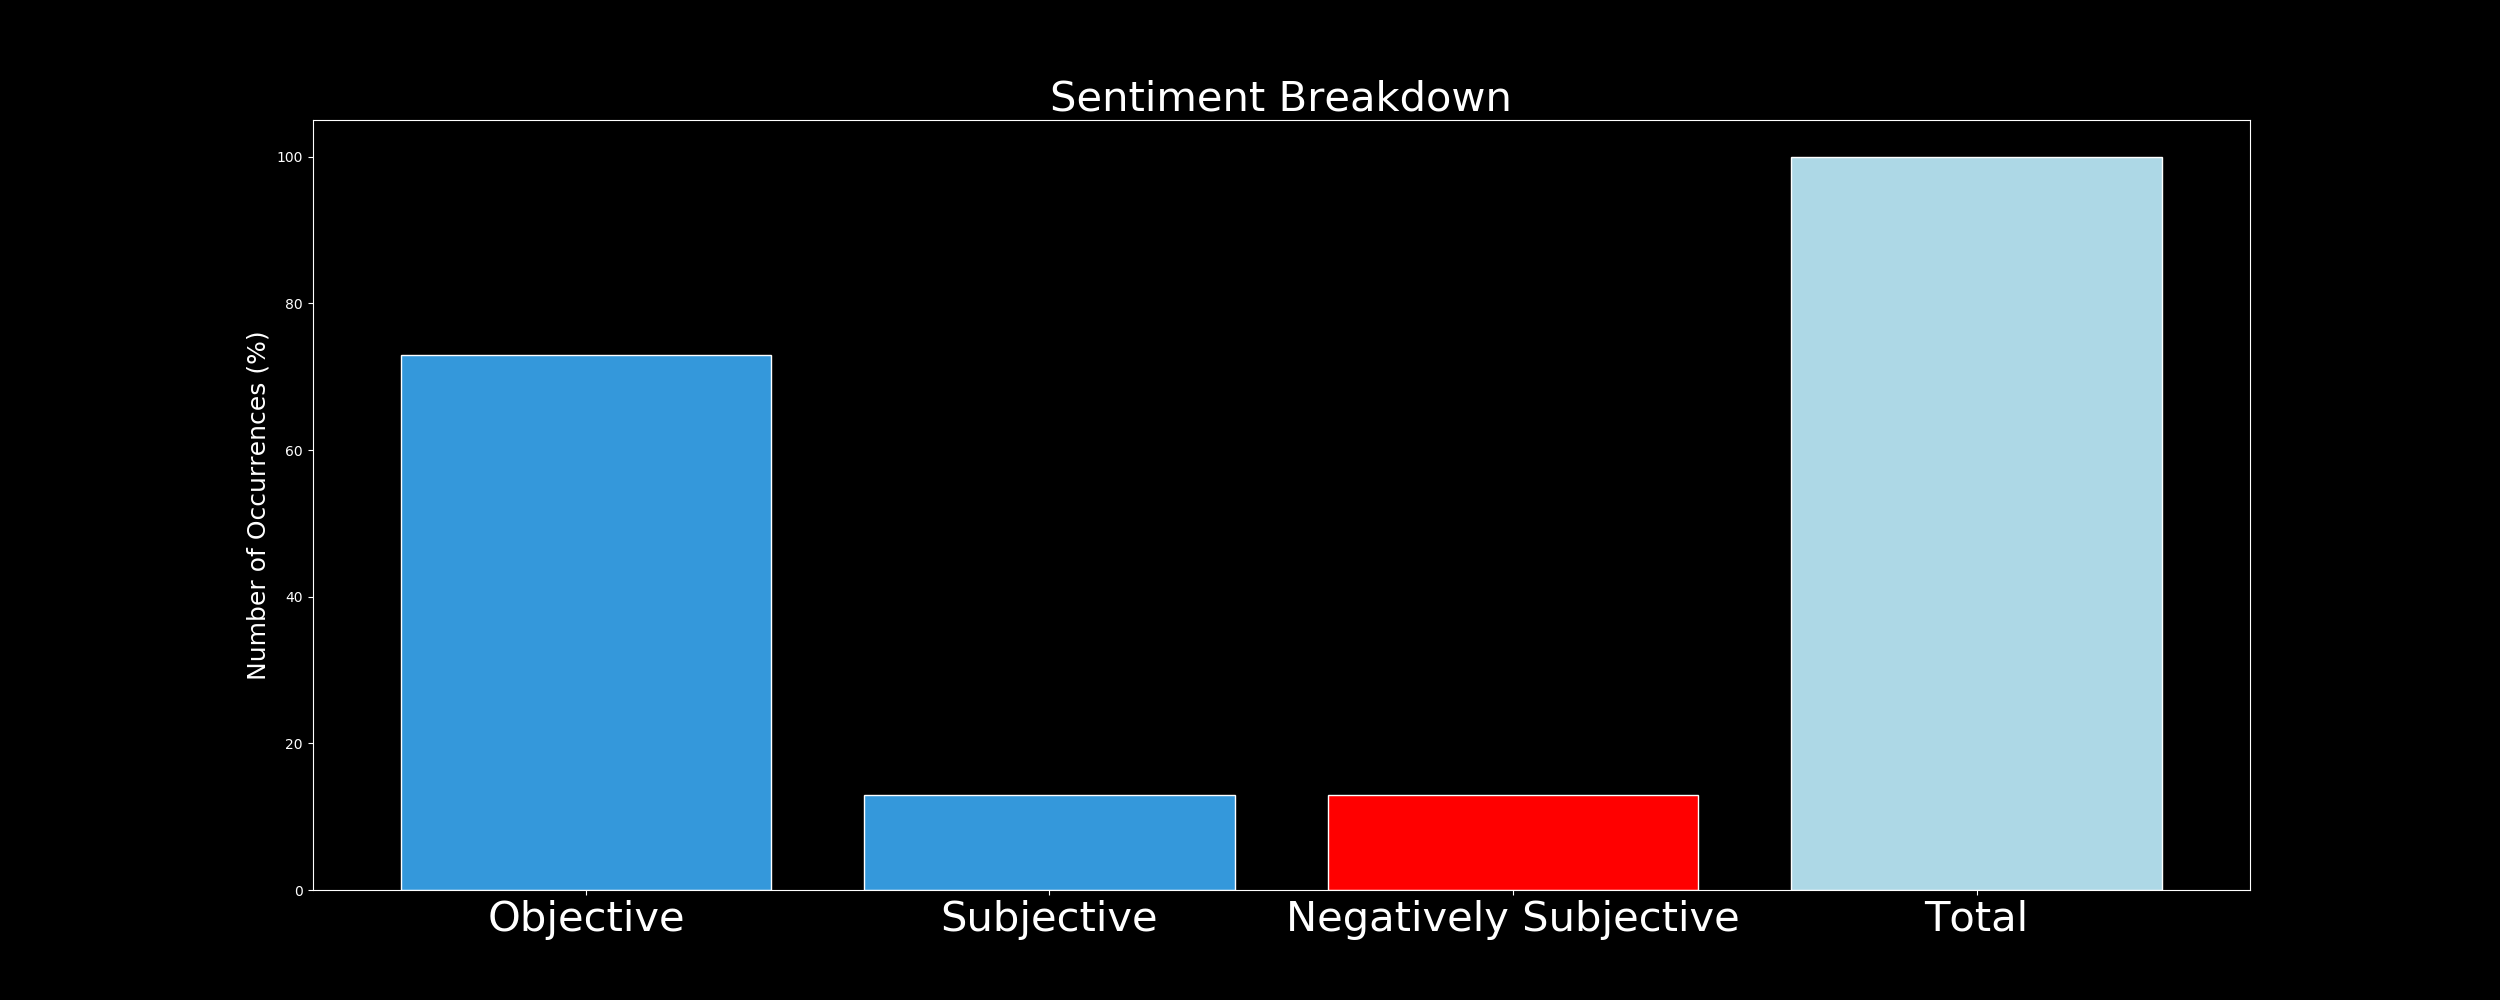 Sentiment Breakdown
Number of Occurrences (%)
100
80
60
40
20
0
Objective
Subjective
Negatively Subjective
Total